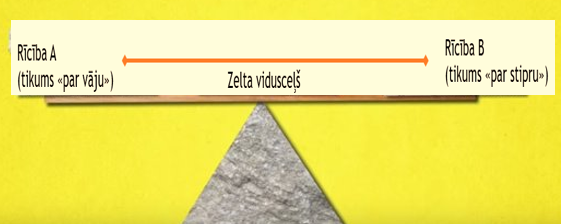 Rīcība A
(tikums «par vāju»)
Zelta vidusceļš
Rīcība B
(tikums «par stipru»)